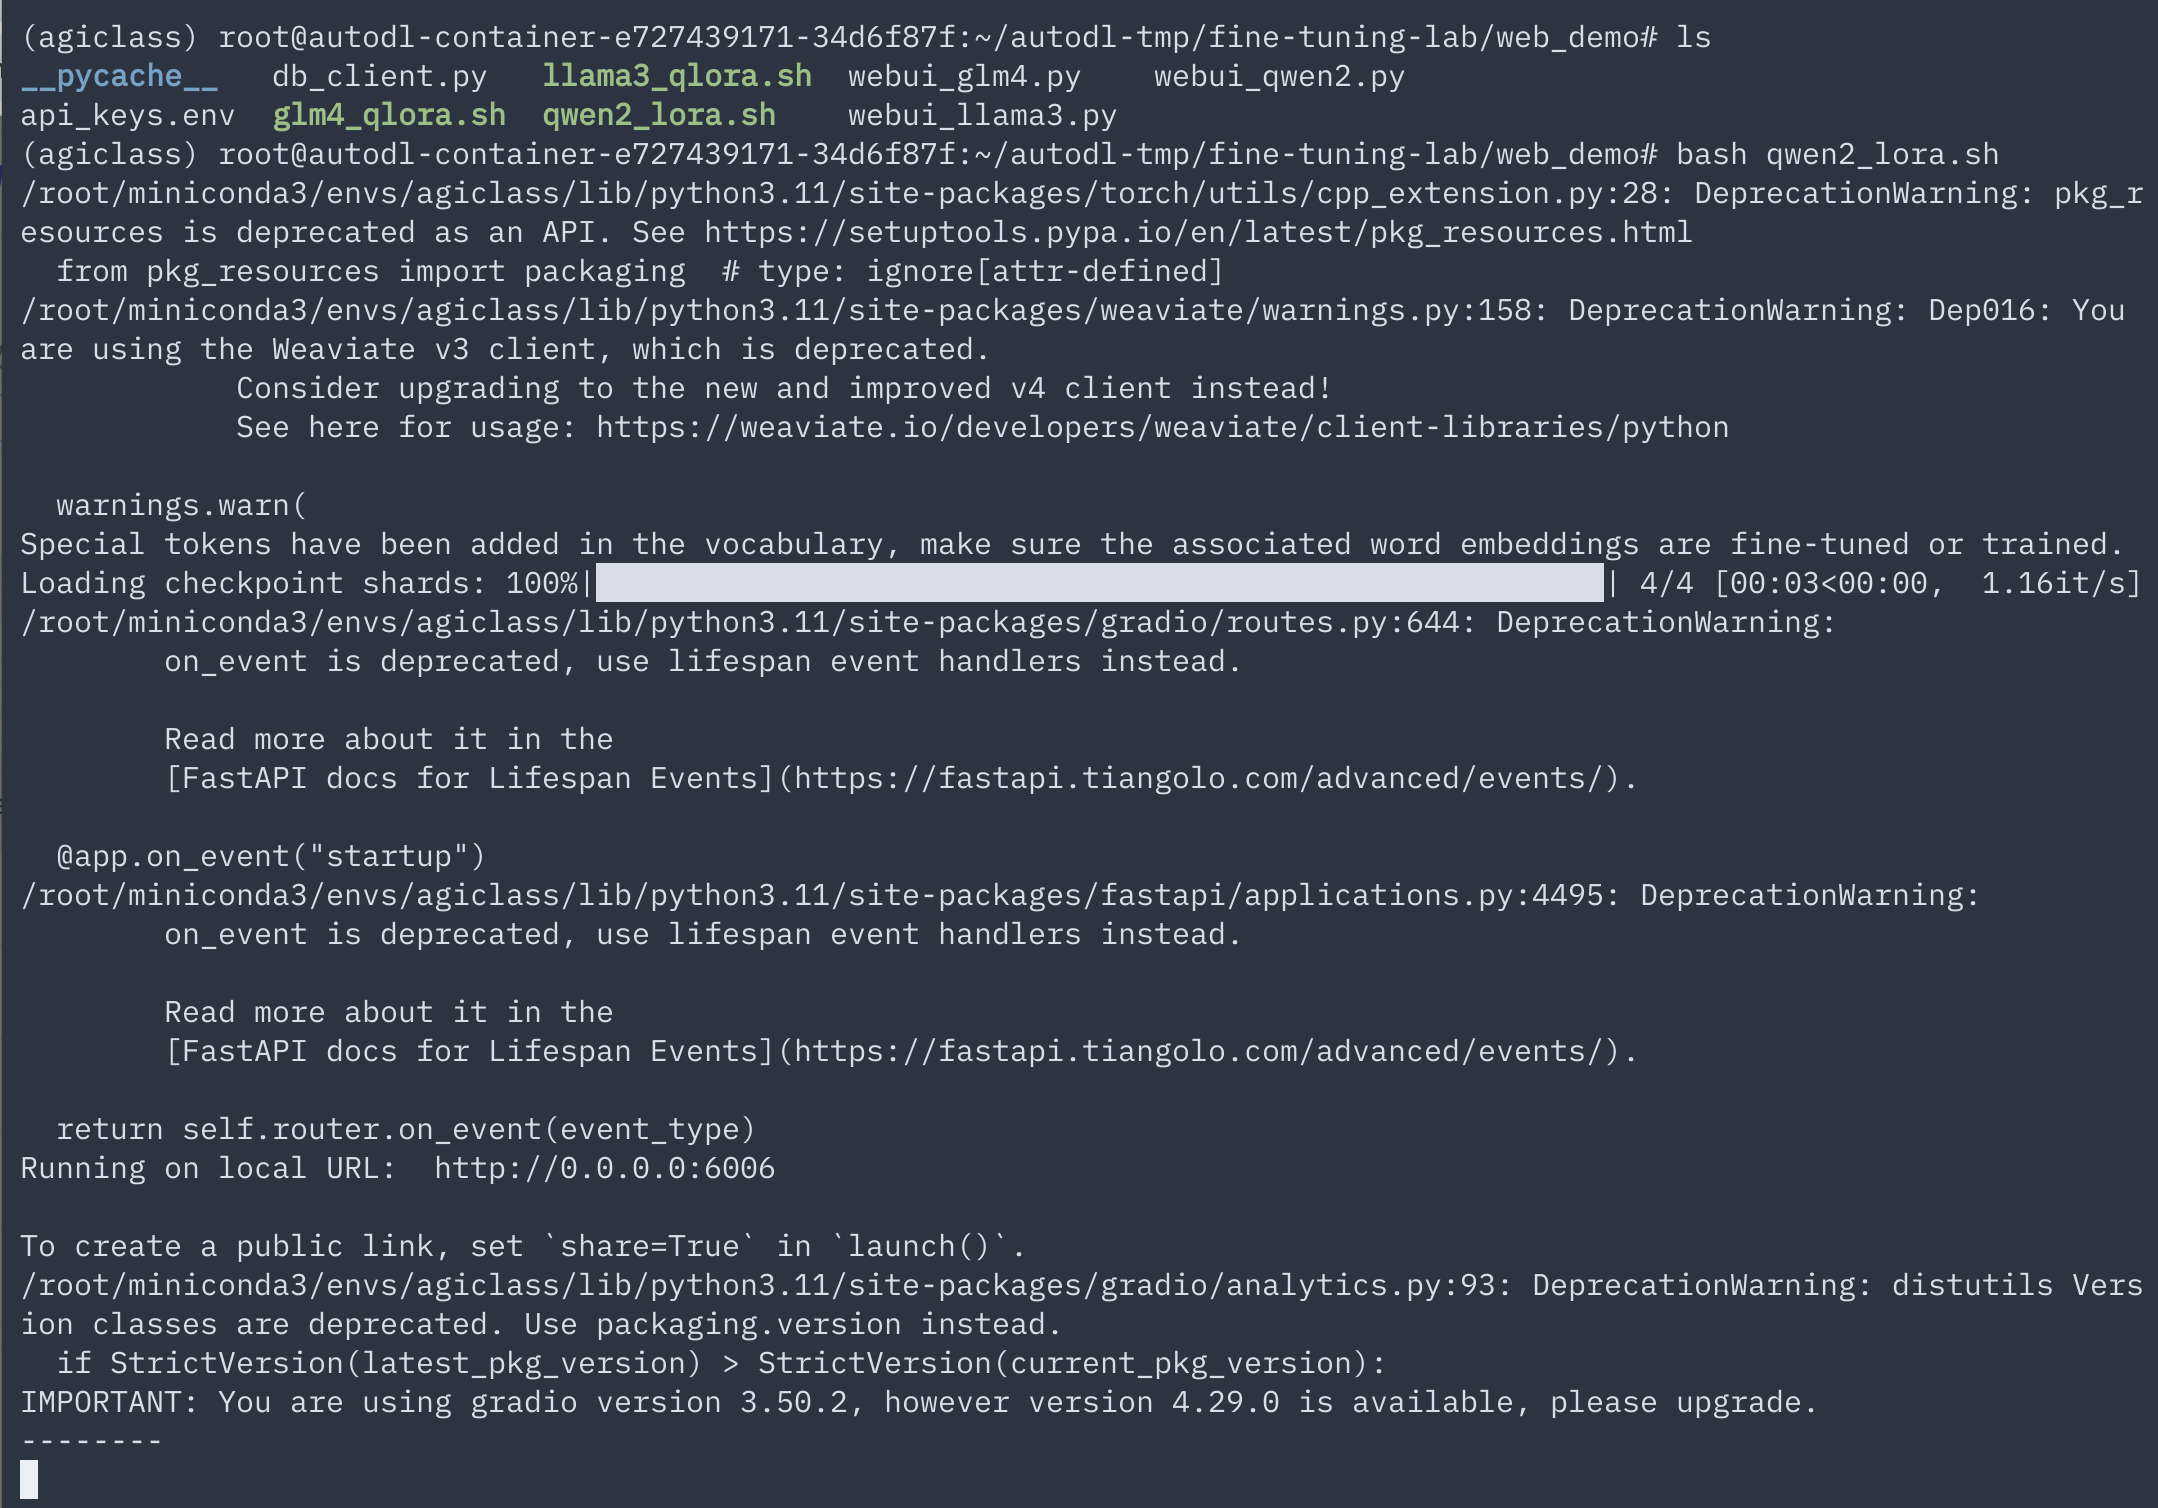 (agiclass) root@autodl-container-e727439171-34d6f87f:~/autodl-tmp/fine-tuning-lab/web_demo# ls
__pycache__   db_client.py   llama3_qlora.sh  webui_glm4.py    webui_qwen2.py
api_keys.env  glm4_qlora.sh  qwen2_lora.sh    webui_llama3.py
(agiclass) root@autodl-container-e727439171-34d6f87f:~/autodl-tmp/fine-tuning-lab/web_demo# bash qwen2_lora.sh
/root/miniconda3/envs/agiclass/lib/python3.11/site-packages/torch/utils/cpp_extension.py:28: DeprecationWarning: pkg_r
esources is deprecated as an API. See https://setuptools.pypa.io/en/latest/pkg_resources.html
  from pkg_resources import packaging  # type: ignore[attr-defined]
/root/miniconda3/envs/agiclass/lib/python3.11/site-packages/weaviate/warnings.py:158: DeprecationWarning: Dep016: You
are using the Weaviate v3 client, which is deprecated.
            Consider upgrading to the new and improved v4 client instead!
            See here for usage: https://weaviate.io/developers/weaviate/client-libraries/python

  warnings.warn(
Special tokens have been added in the vocabulary, make sure the associated word embeddings are fine-tuned or trained.
Loading checkpoint shards: 100%|| 4/4 [00:03<00:00,  1.16it/s]
/root/miniconda3/envs/agiclass/lib/python3.11/site-packages/gradio/routes.py:644: DeprecationWarning:
        on_event is deprecated, use lifespan event handlers instead.

        Read more about it in the
        [FastAPI docs for Lifespan Events](https://fastapi.tiangolo.com/advanced/events/).

  @app.on_event("startup")
/root/miniconda3/envs/agiclass/lib/python3.11/site-packages/fastapi/applications.py:4495: DeprecationWarning:
        on_event is deprecated, use lifespan event handlers instead.

        Read more about it in the
        [FastAPI docs for Lifespan Events](https://fastapi.tiangolo.com/advanced/events/).

  return self.router.on_event(event_type)
Running on local URL:  http://0.0.0.0:6006

To create a public link, set `share=True` in `launch()`.
/root/miniconda3/envs/agiclass/lib/python3.11/site-packages/gradio/analytics.py:93: DeprecationWarning: distutils Vers
ion classes are deprecated. Use packaging.version instead.
  if StrictVersion(latest_pkg_version) > StrictVersion(current_pkg_version):
IMPORTANT: You are using gradio version 3.50.2, however version 4.29.0 is available, please upgrade.
--------